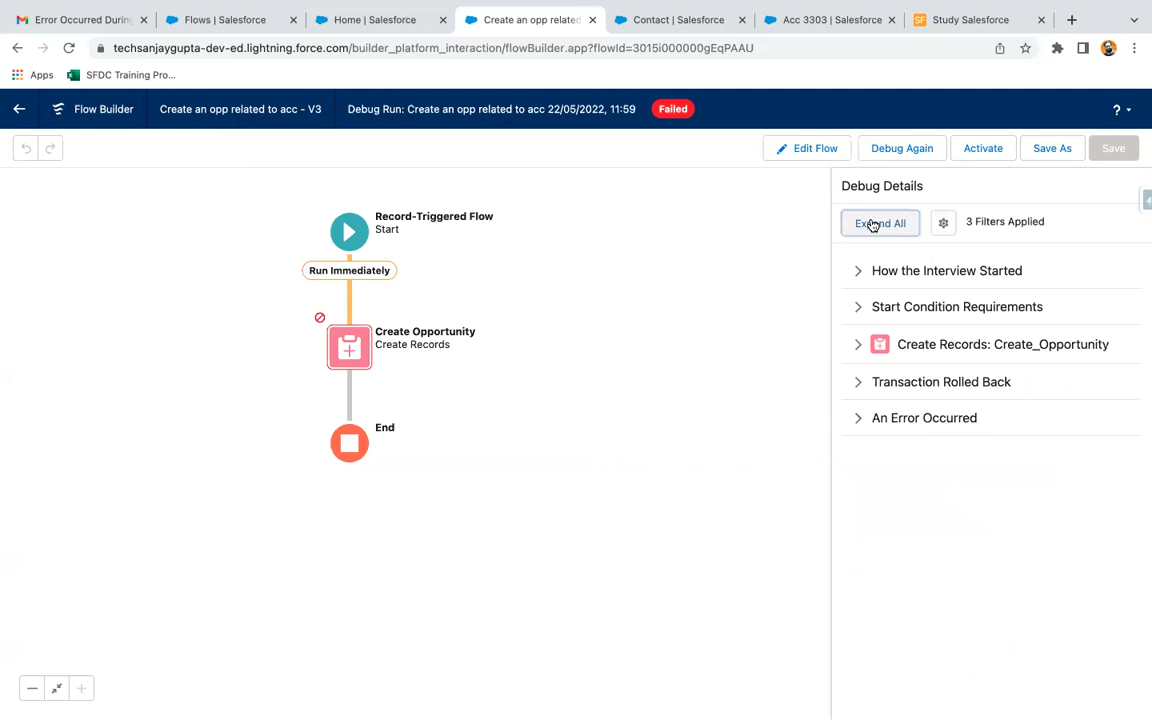 Error Occurred During
Flows | Salesforce
Home | Salesforce
Create an opp related
Contact | Salesforce
Acc 3303 | Salesforce
SF
Study Salesforce
techsanjaygupta-dev-ed.lightning.force.com/builder_platform_interaction/flowBuilder.app?flowId=3015i000000gEqPAAU
Apps
SFDC Training Pro...
Flow Builder
Create an opp related to acc - V3
Debug Run: Create an opp related to acc 22/05/2022, 11:59
Failed
?
Edit Flow
Debug Again
Activate
Save As
Save
Debug Details
Expand All
3 Filters Applied
How the Interview Started
Start Condition Requirements
Create Records: Create_Opportunity
Transaction Rolled Back
An Error Occurred
Record-Triggered Flow
Start
Run Immediately
Create Opportunity
Create Records
End